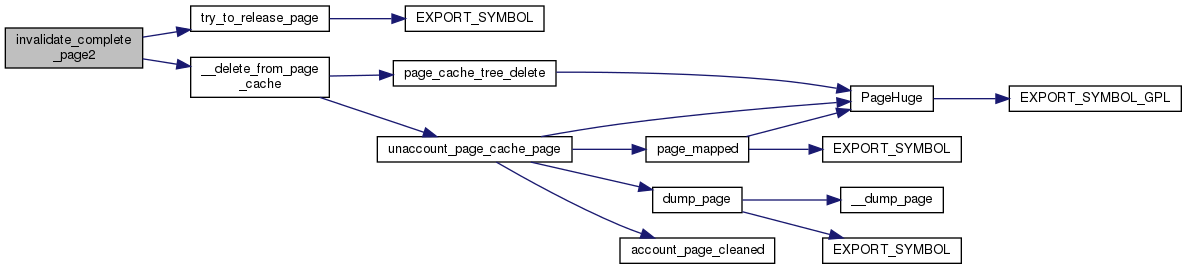 invalidate_complete
_page2
try_to_release_page
EXPORT_SYMBOL
__delete_from_page
_cache
page_cache_tree_delete
PageHuge
EXPORT_SYMBOL_GPL
unaccount_page_cache_page
page_mapped
EXPORT_SYMBOL
dump_page
__dump_page
account_page_cleaned
EXPORT_SYMBOL